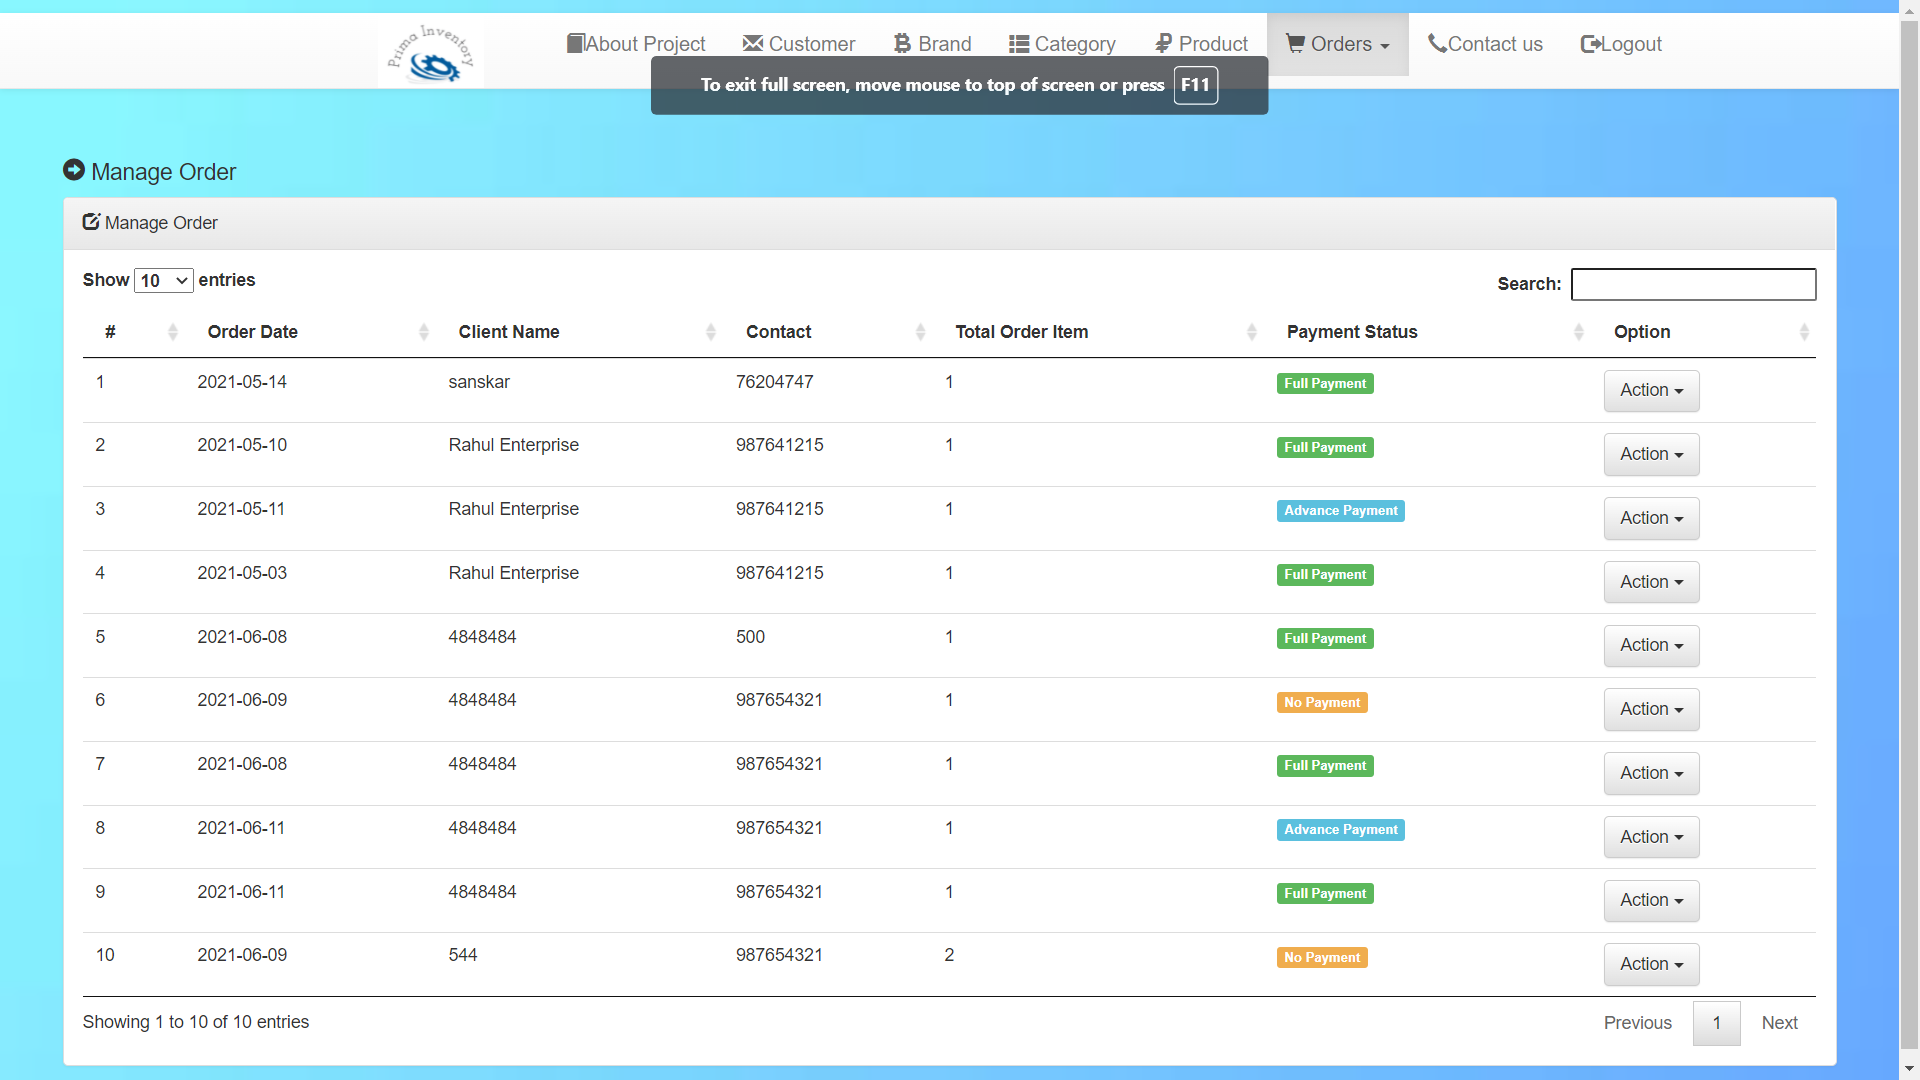 Prima Inventory
About Project Customer Brand Category Product Orders Contact us Logout
To exit full screen, move mouse to top of screen or press F11
Manage Order
Manage Order
Show 10 entries Search:
# Order Date Client Name Contact Total Order Item Payment Status Option
1 2021-05-14 sanskar 76204747 1 Full Payment Action
2 2021-05-10 Rahul Enterprise 987641215 1 Full Payment Action
3 2021-05-11 Rahul Enterprise 987641215 1 Advance Payment Action
4 2021-05-03 Rahul Enterprise 987641215 1 Full Payment Action
5 2021-06-08 4848484 500 1 Full Payment Action
6 2021-06-09 4848484 987654321 1 No Payment Action
7 2021-06-08 4848484 987654321 1 Full Payment Action
8 2021-06-11 4848484 987654321 1 Advance Payment Action
9 2021-06-11 4848484 987654321 1 Full Payment Action
10 2021-06-09 544 987654321 2 No Payment Action
Showing 1 to 10 of 10 entries Previous 1 Next